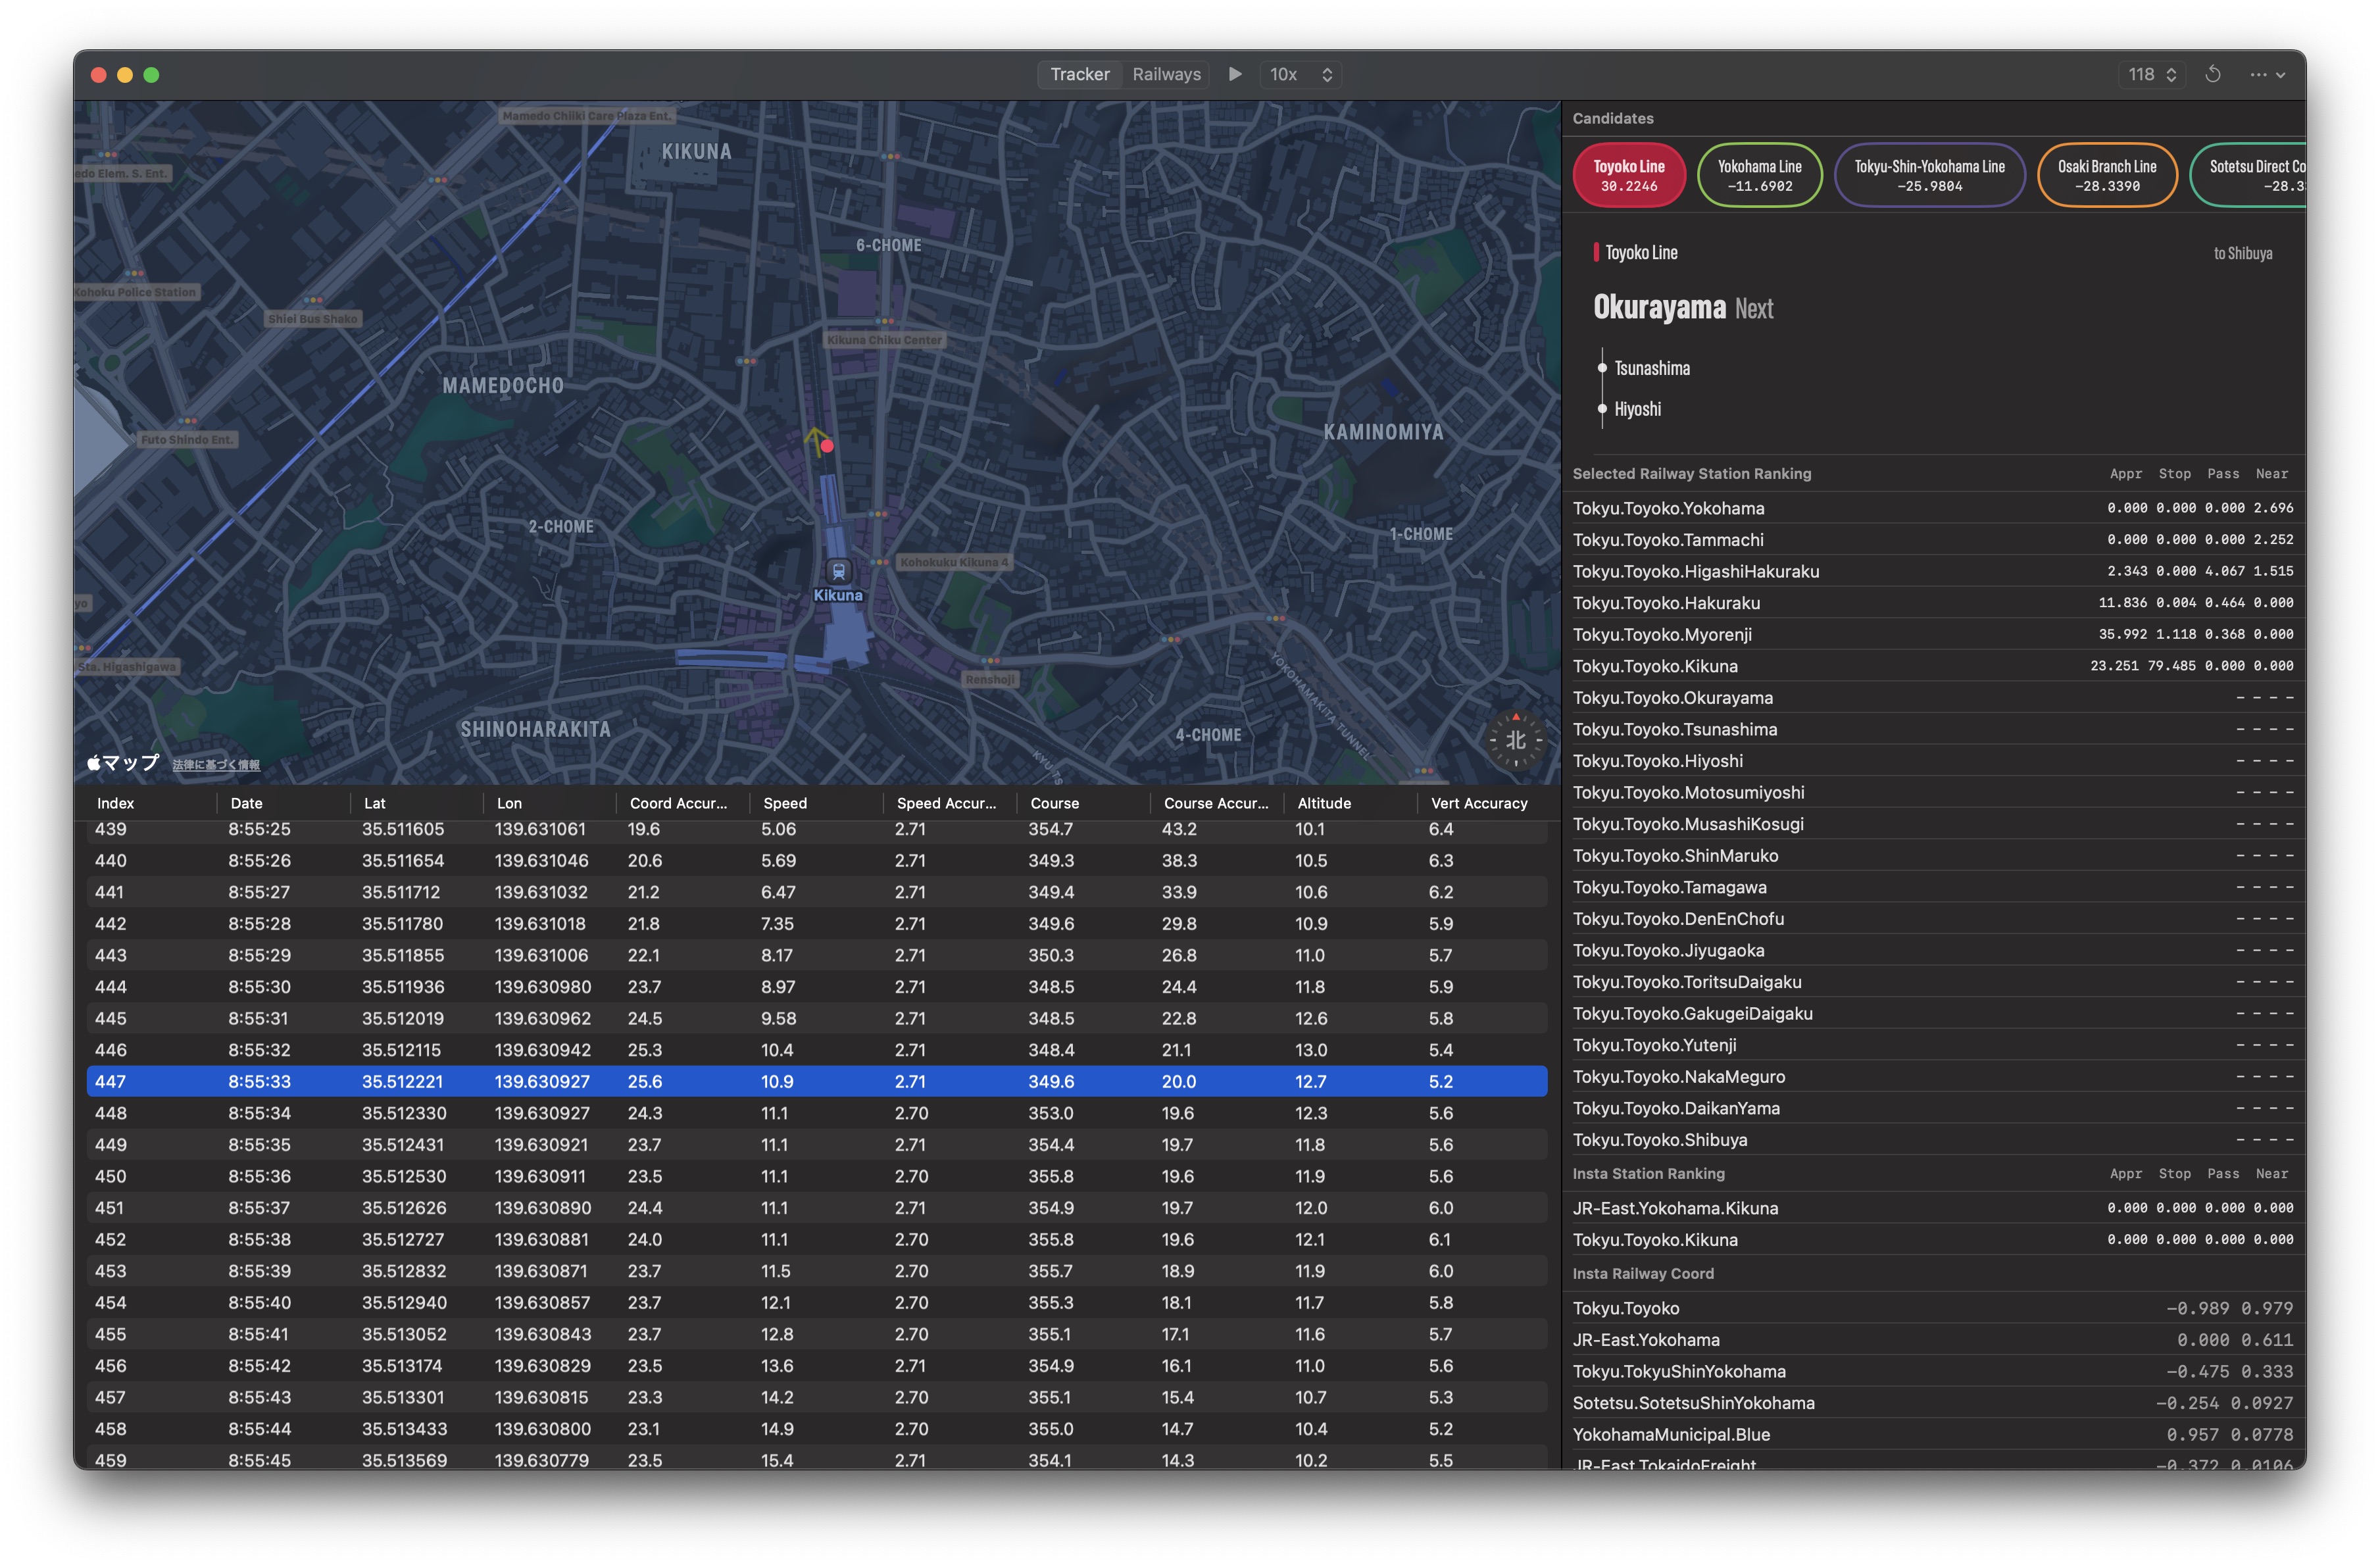 Tracker Railways 10x 118
Mamedo Chiiki Care Plaza Ent.
KIKUNA
edo Elem. S. Ent.
6-CHOME
Kohoku Police Station
Shiei Bus Shako
Kikuna Chiku Center
MAMEDOCHO
Futo Shindo Ent.
KAMINOMIYA
2-CHOME
1-CHOME
Kohokuku Kikuna 4
Kikuna
yo
Sta. Higashigawa
Renshoji
YOKOHAMAKITA TUNNEL
SHINOHARAKITA
4-CHOME
KYU TS
北
マップ 法律に基づく情報
Index Date Lat Lon Coord Accur... Speed Speed Accur... Course Course Accur... Altitude Vert Accuracy
439 8:55:25 35.511605 139.631061 19.6 5.06 2.71 354.7 43.2 10.1 6.4
440 8:55:26 35.511654 139.631046 20.6 5.69 2.71 349.3 38.3 10.5 6.3
441 8:55:27 35.511712 139.631032 21.2 6.47 2.71 349.4 33.9 10.6 6.2
442 8:55:28 35.511780 139.631018 21.8 7.35 2.71 349.6 29.8 10.9 5.9
443 8:55:29 35.511855 139.631006 22.1 8.17 2.71 350.3 26.8 11.0 5.7
444 8:55:30 35.511936 139.630980 23.7 8.97 2.71 348.5 24.4 11.8 5.9
445 8:55:31 35.512019 139.630962 24.5 9.58 2.71 348.5 22.8 12.6 5.8
446 8:55:32 35.512115 139.630942 25.3 10.4 2.71 348.4 21.1 13.0 5.4
447 8:55:33 35.512221 139.630927 25.6 10.9 2.71 349.6 20.0 12.7 5.2
448 8:55:34 35.512330 139.630927 24.3 11.1 2.70 353.0 19.6 12.3 5.6
449 8:55:35 35.512431 139.630921 23.7 11.1 2.71 354.4 19.7 11.8 5.6
450 8:55:36 35.512530 139.630911 23.5 11.1 2.70 355.8 19.6 11.9 5.6
451 8:55:37 35.512626 139.630890 24.4 11.1 2.71 354.9 19.7 12.0 6.0
452 8:55:38 35.512727 139.630881 24.0 11.1 2.70 355.8 19.6 12.1 6.1
453 8:55:39 35.512832 139.630871 23.7 11.5 2.70 355.7 18.9 11.9 6.0
454 8:55:40 35.512940 139.630857 23.7 12.1 2.70 355.3 18.1 11.7 5.8
455 8:55:41 35.513052 139.630843 23.7 12.8 2.70 355.1 17.1 11.6 5.7
456 8:55:42 35.513174 139.630829 23.5 13.6 2.71 354.9 16.1 11.0 5.6
457 8:55:43 35.513301 139.630815 23.3 14.2 2.70 355.1 15.4 10.7 5.3
458 8:55:44 35.513433 139.630800 23.1 14.9 2.70 355.0 14.7 10.4 5.2
459 8:55:45 35.513569 139.630779 23.5 15.4 2.71 354.1 14.3 10.2 5.5
Candidates
Toyoko Line
30.2246
Yokohama Line
−11.6902
Tokyu-Shin-Yokohama Line
−25.9804
Osaki Branch Line
−28.3390
Sotetsu Direct Co
−28.3
Toyoko Line to Shibuya
Okurayama Next
Tsunashima
Hiyoshi
Selected Railway Station Ranking Appr Stop Pass Near
Tokyu.Toyoko.Yokohama 0.000 0.000 0.000 2.696
Tokyu.Toyoko.Tammachi 0.000 0.000 0.000 2.252
Tokyu.Toyoko.HigashiHakuraku 2.343 0.000 4.067 1.515
Tokyu.Toyoko.Hakuraku 11.836 0.004 0.464 0.000
Tokyu.Toyoko.Myorenji 35.992 1.118 0.368 0.000
Tokyu.Toyoko.Kikuna 23.251 79.485 0.000 0.000
Tokyu.Toyoko.Okurayama - - - -
Tokyu.Toyoko.Tsunashima - - - -
Tokyu.Toyoko.Hiyoshi - - - -
Tokyu.Toyoko.Motosumiyoshi - - - -
Tokyu.Toyoko.MusashiKosugi - - - -
Tokyu.Toyoko.ShinMaruko - - - -
Tokyu.Toyoko.Tamagawa - - - -
Tokyu.Toyoko.DenEnChofu - - - -
Tokyu.Toyoko.Jiyugaoka - - - -
Tokyu.Toyoko.ToritsuDaigaku - - - -
Tokyu.Toyoko.GakugeiDaigaku - - - -
Tokyu.Toyoko.Yutenji - - - -
Tokyu.Toyoko.NakaMeguro - - - -
Tokyu.Toyoko.DaikanYama - - - -
Tokyu.Toyoko.Shibuya - - - -
Insta Station Ranking Appr Stop Pass Near
JR-East.Yokohama.Kikuna 0.000 0.000 0.000 0.000
Tokyu.Toyoko.Kikuna 0.000 0.000 0.000 0.000
Insta Railway Coord
Tokyu.Toyoko −0.989 0.979
JR-East.Yokohama 0.000 0.611
Tokyu.TokyuShinYokohama −0.475 0.333
Sotetsu.SotetsuShinYokohama −0.254 0.0927
YokohamaMunicipal.Blue 0.957 0.0778
JR-East.TokaidoFreight −0.372 0.0106